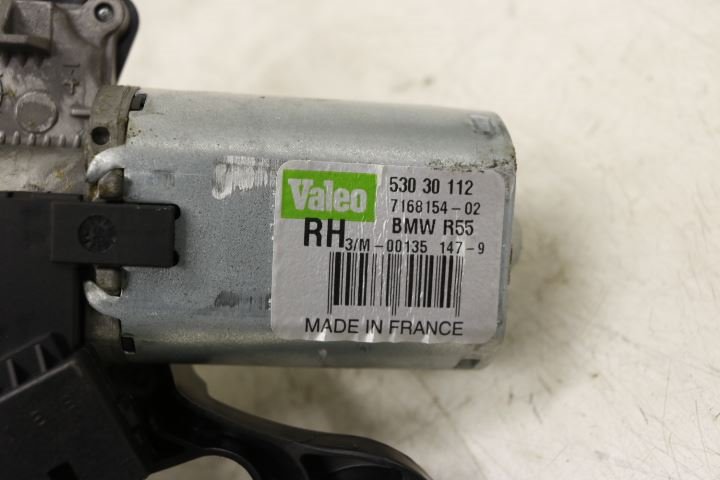 Valeo 530 30 112
7168154-02
RH BMW R55
3/M-00135 147-9
MADE IN FRANCE